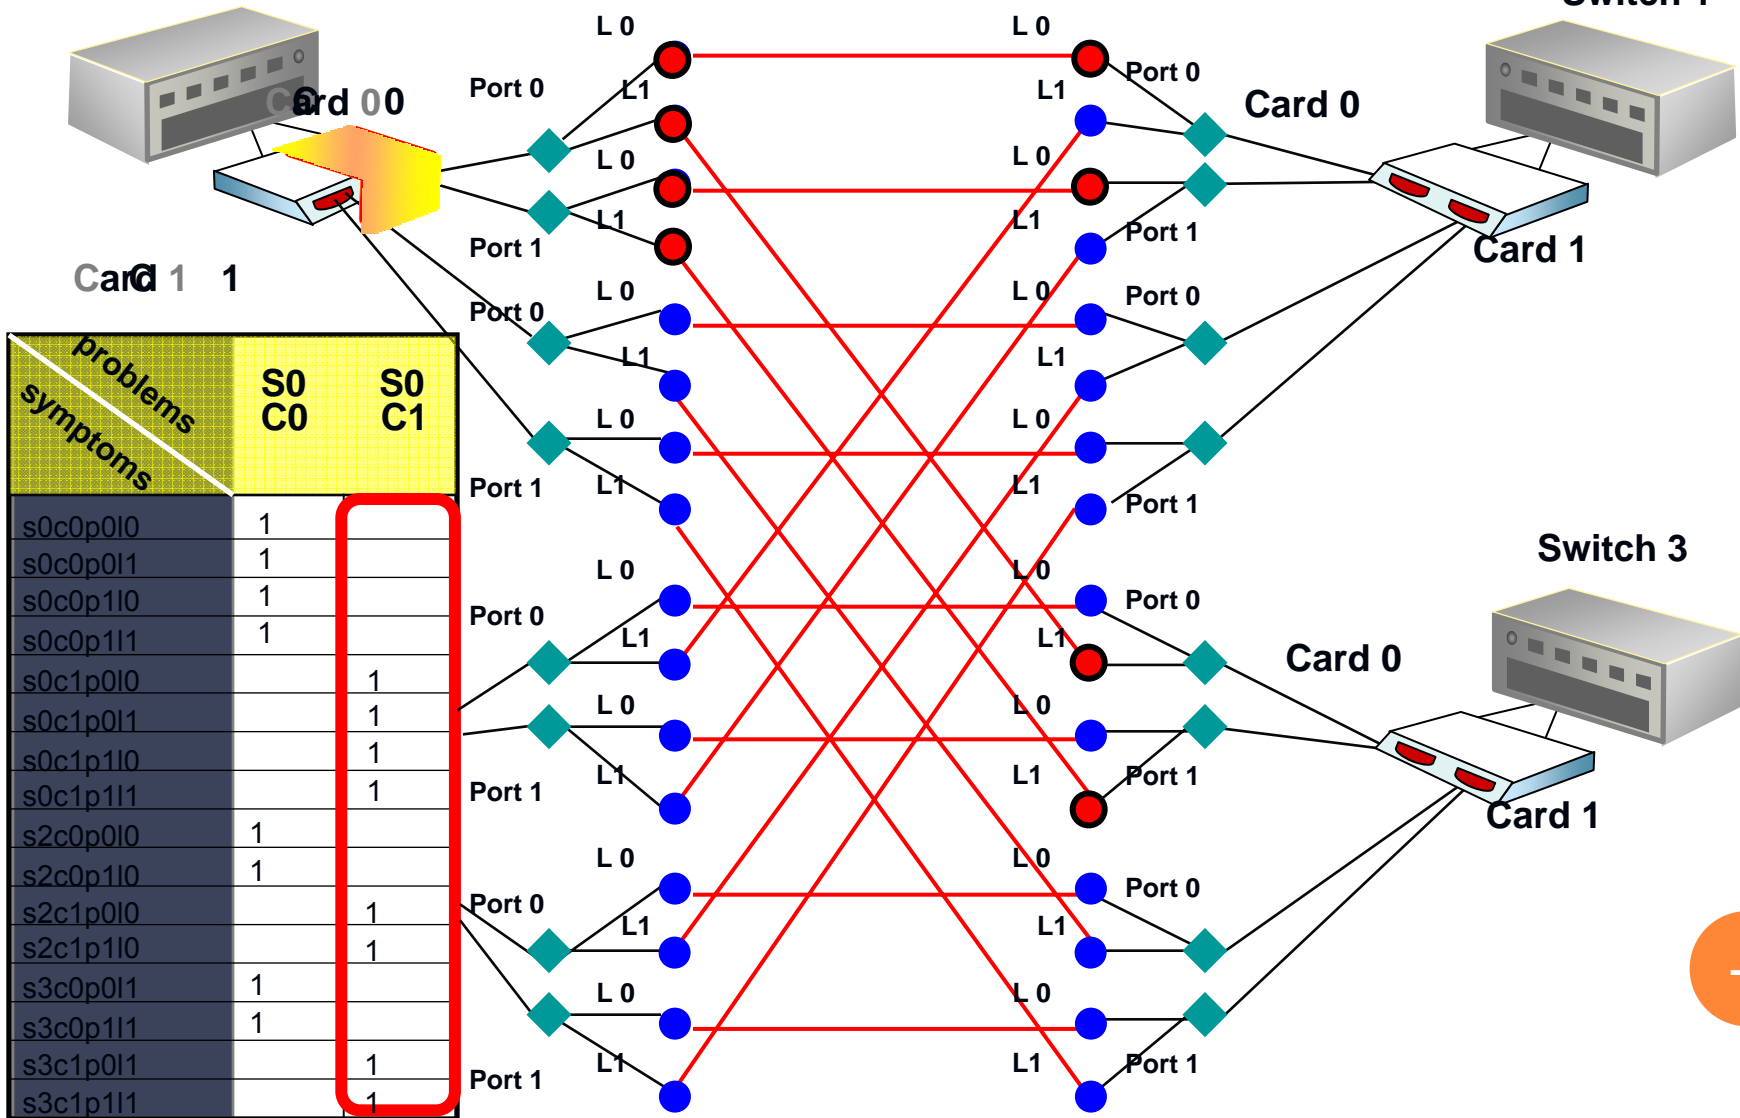 L 0
L 0
Port 0
Port 0
L1
L1
Card 0 0
Card 0
L 0
L 0
L1
L1
Port 1
Port 1
Card 1
Card 1 1
L 0
L 0
Port 0
Port 0
L1
L1
problems
symptoms
S0
C0
S0
C1
L 0
L 0
Port 1
L1
L1
Port 1
s0c0p0l0 1
s0c0p0l1 1
s0c0p1l0 1
s0c0p1l1 1
s0c1p0l0 1
s0c1p0l1 1
s0c1p1l0 1
s0c1p1l1 1
s2c0p0l0 1
s2c0p1l0 1
s2c1p0l0 1
s2c1p1l0 1
s3c0p0l1 1
s3c0p1l1 1
s3c1p0l1 1
s3c1p1l1 1
Switch 3
L 0
L 0
Port 0
Port 0
L1
L1
Card 0
L 0
L 0
L1
L1
Port 1
Port 1
Card 1
L 0
L 0
Port 0
Port 0
L1
L1
L 0
L 0
L1
L1
Port 1
Port 1